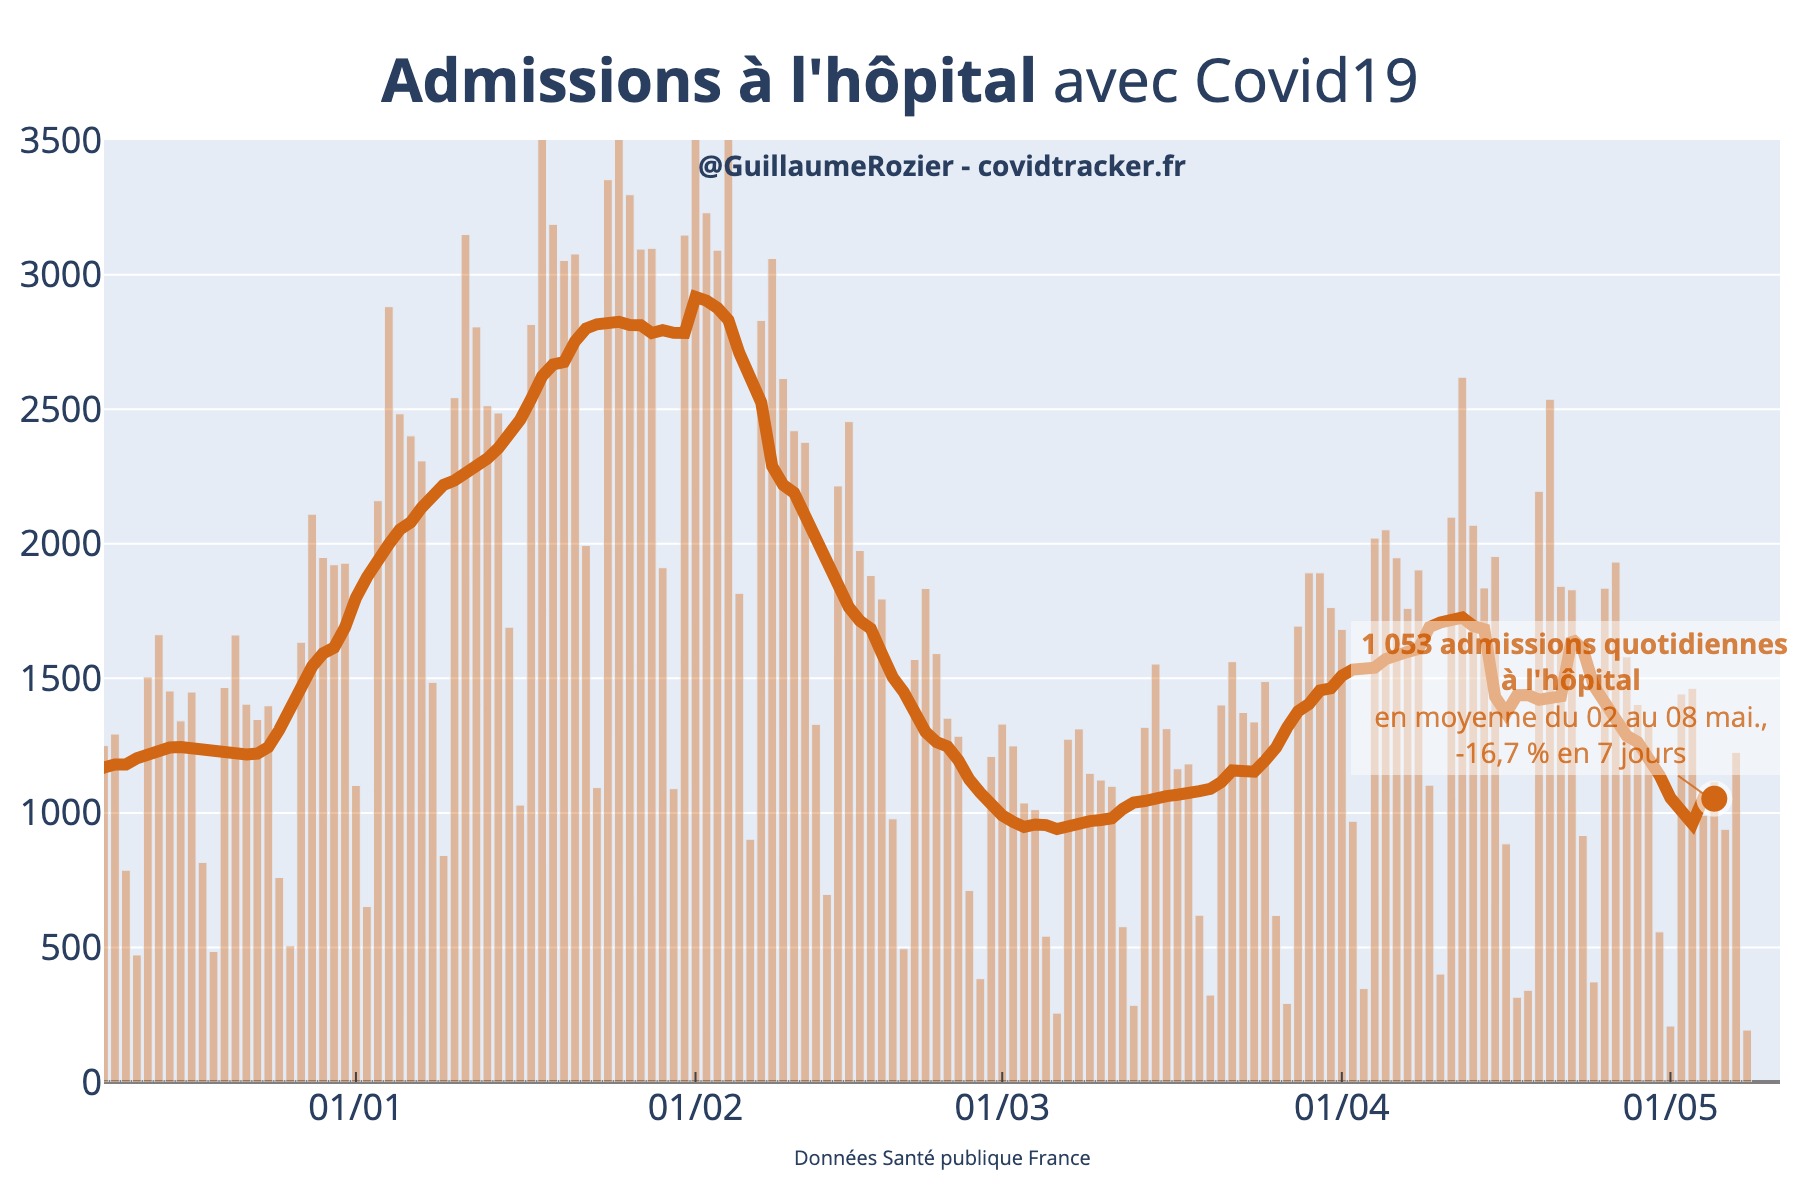 Admissions à l'hôpital avec Covid19
@GuillaumeRozier - covidtracker.fr
3500
3000
2500
2000
1500
1000
500
0
1 053 admissions quotidiennes
à l'hôpital
en moyenne du 02 au 08 mai.,
-16,7 % en 7 jours
01/01 01/02 01/03 01/04 01/05
Données Santé publique France